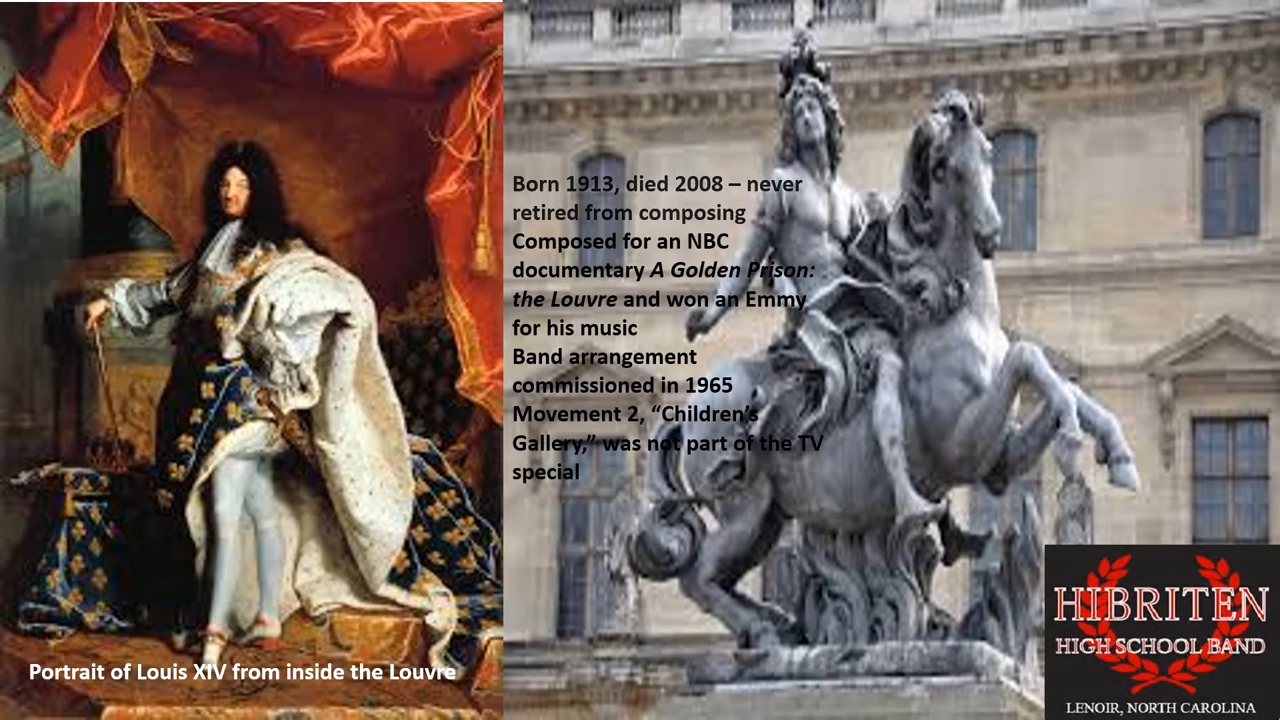 Born 1913, died 2008 – never
retired from composing
Composed for an NBC
documentary A Golden Prison:
the Louvre and won an Emmy
for his music
Band arrangement
commissioned in 1965
Movement 2, “Children’s
Gallery,” was not part of the TV
special
Portrait of Louis XIV from inside the Louvre
HIBRITEN
HIGH SCHOOL BAND
LENOIR, NORTH CAROLINA